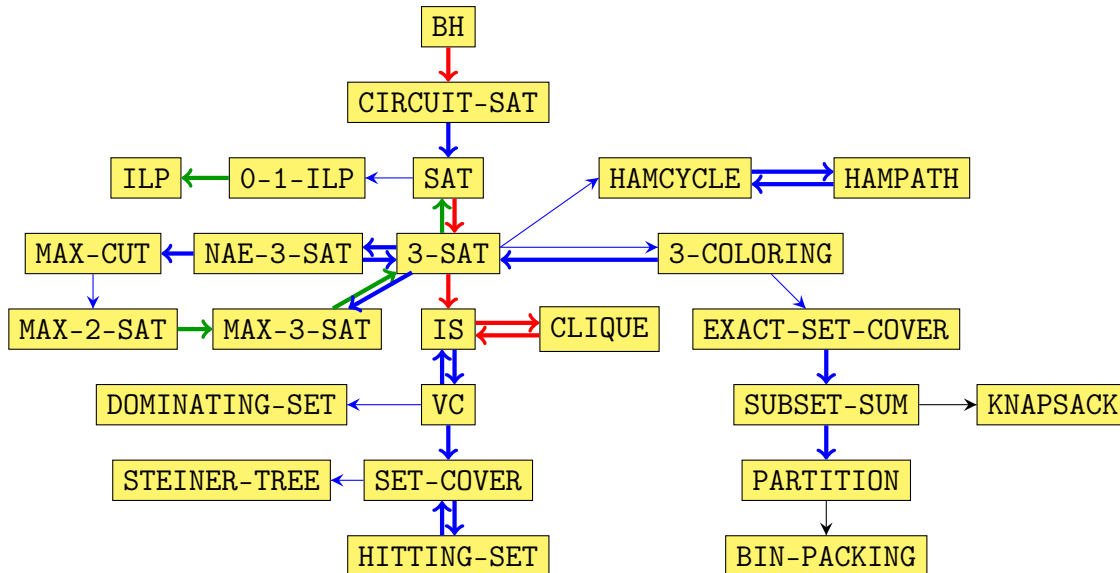 BH
CIRCUIT-SAT
ILP 0-1-ILP SAT HAMCYCLE HAMPATH
MAX-CUT NAE-3-SAT 3-SAT 3-COLORING
MAX-2-SAT MAX-3-SAT IS CLIQUE EXACT-SET-COVER
DOMINATING-SET VC SUBSET-SUM KNAPSACK
STEINER-TREE SET-COVER PARTITION
HITTING-SET BIN-PACKING